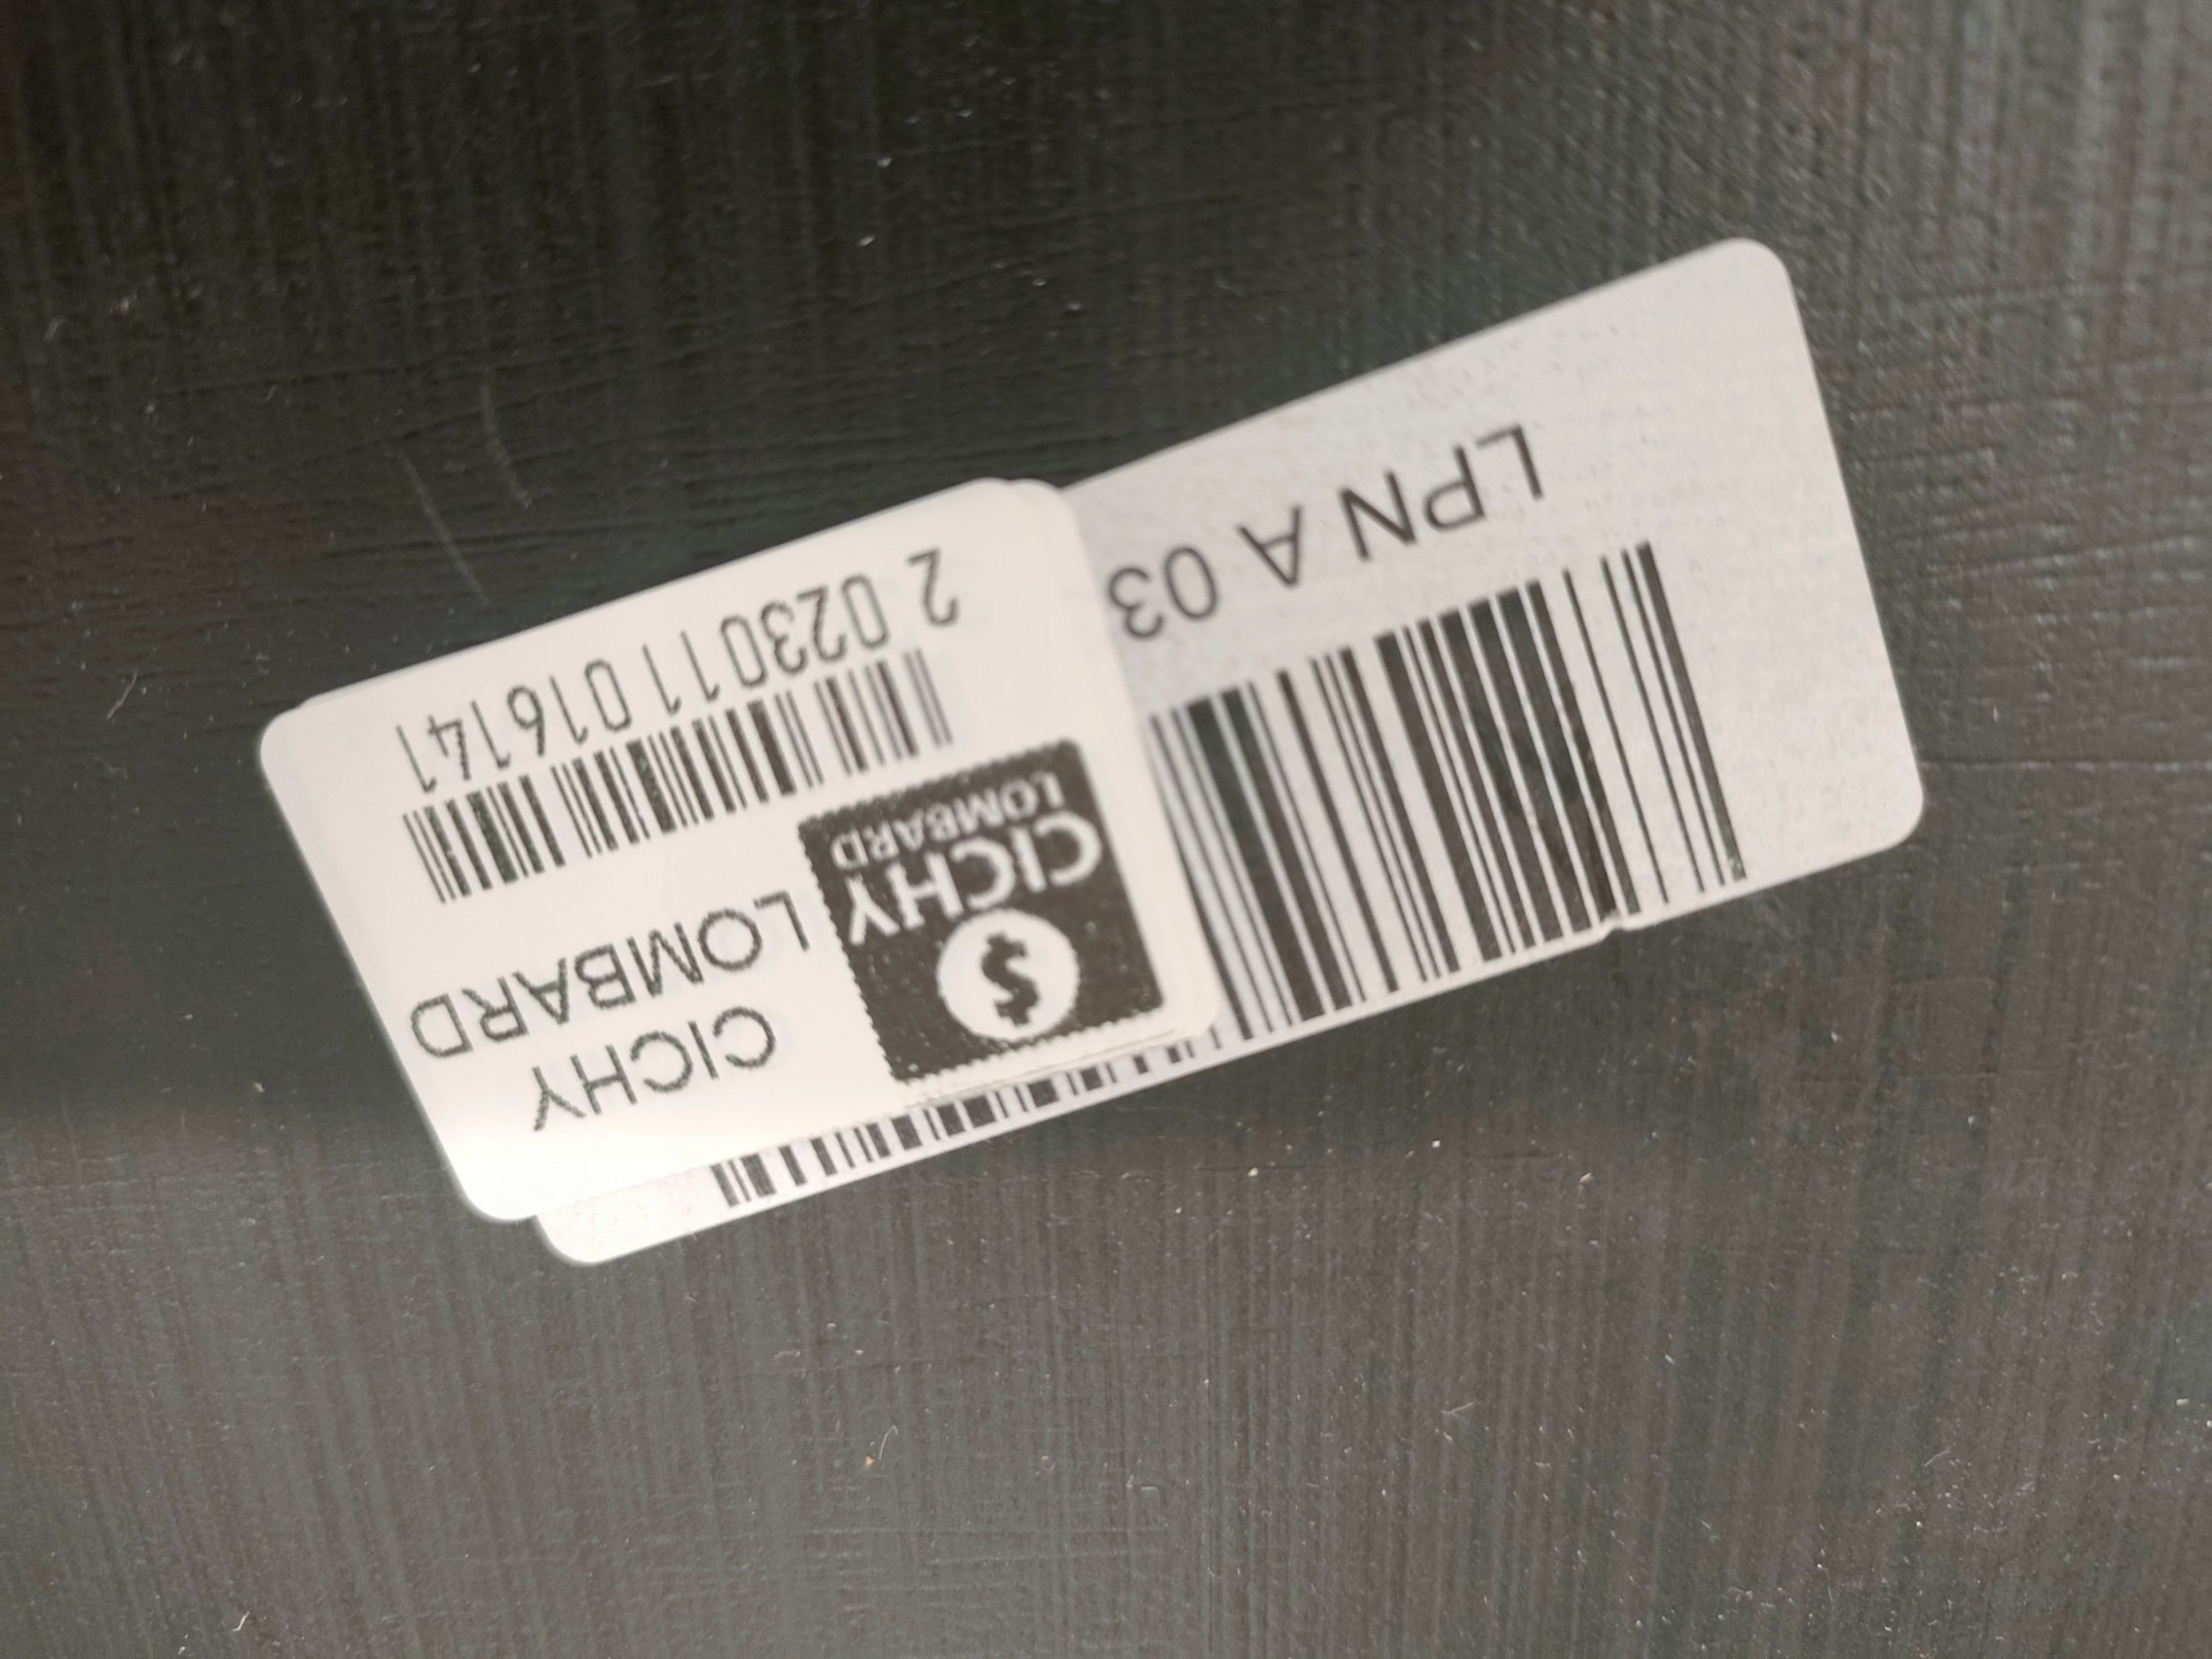 CICHY
LOMBARD
$
CICHY
LOMBARD
2 023011 016141
LPN A 03